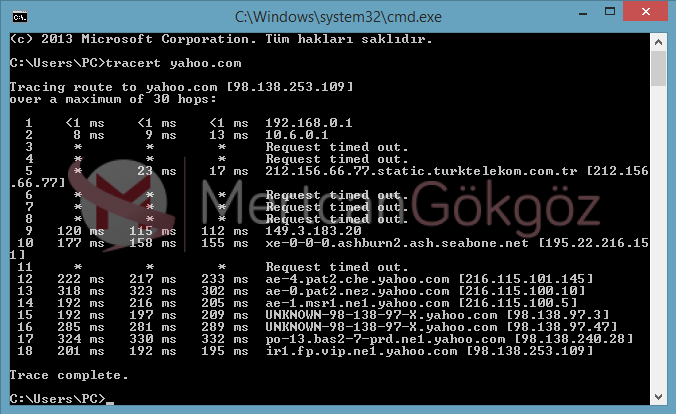 C:\Windows\system32\cmd.exe
(c) 2013 Microsoft Corporation. Tüm hakları saklıdır.
C:\Users\PC>tracert yahoo.com
Tracing route to yahoo.com [98.138.253.109]
over a maximum of 30 hops:
1 <1 ms <1 ms <1 ms 192.168.0.1
2 8 ms 9 ms 13 ms 10.6.0.1
3 * * * Request timed out.
4 * * * Request timed out.
5 * 23 ms 17 ms 212.156.66.77.static.turktelekom.com.tr [212.156
.66.77]
6 * * * Request timed out.
7 * * * Request timed out.
8 * * * Request timed out.
9 120 ms 115 ms 112 ms 149.3.183.20
10 177 ms 158 ms 155 ms xe-0-0-0.ashburn2.ash.seabone.net [195.22.216.15
1]
11 * * * Request timed out.
12 222 ms 217 ms 233 ms ae-4.pat2.che.yahoo.com [216.115.101.145]
13 318 ms 323 ms 302 ms ae-0.pat2.nez.yahoo.com [216.115.100.10]
14 192 ms 216 ms 205 ms ae-1.msr1.ne1.yahoo.com [216.115.100.5]
15 192 ms 197 ms 209 ms UNKNOWN-98-138-97-X.yahoo.com [98.138.97.3]
16 285 ms 281 ms 289 ms UNKNOWN-98-138-97-X.yahoo.com [98.138.97.47]
17 324 ms 330 ms 332 ms po-13.bas2-7-prd.ne1.yahoo.com [98.138.240.28]
18 201 ms 192 ms 195 ms ir1.fp.vip.ne1.yahoo.com [98.138.253.109]
Trace complete.
C:\Users\PC>_
MertcanGökgöz